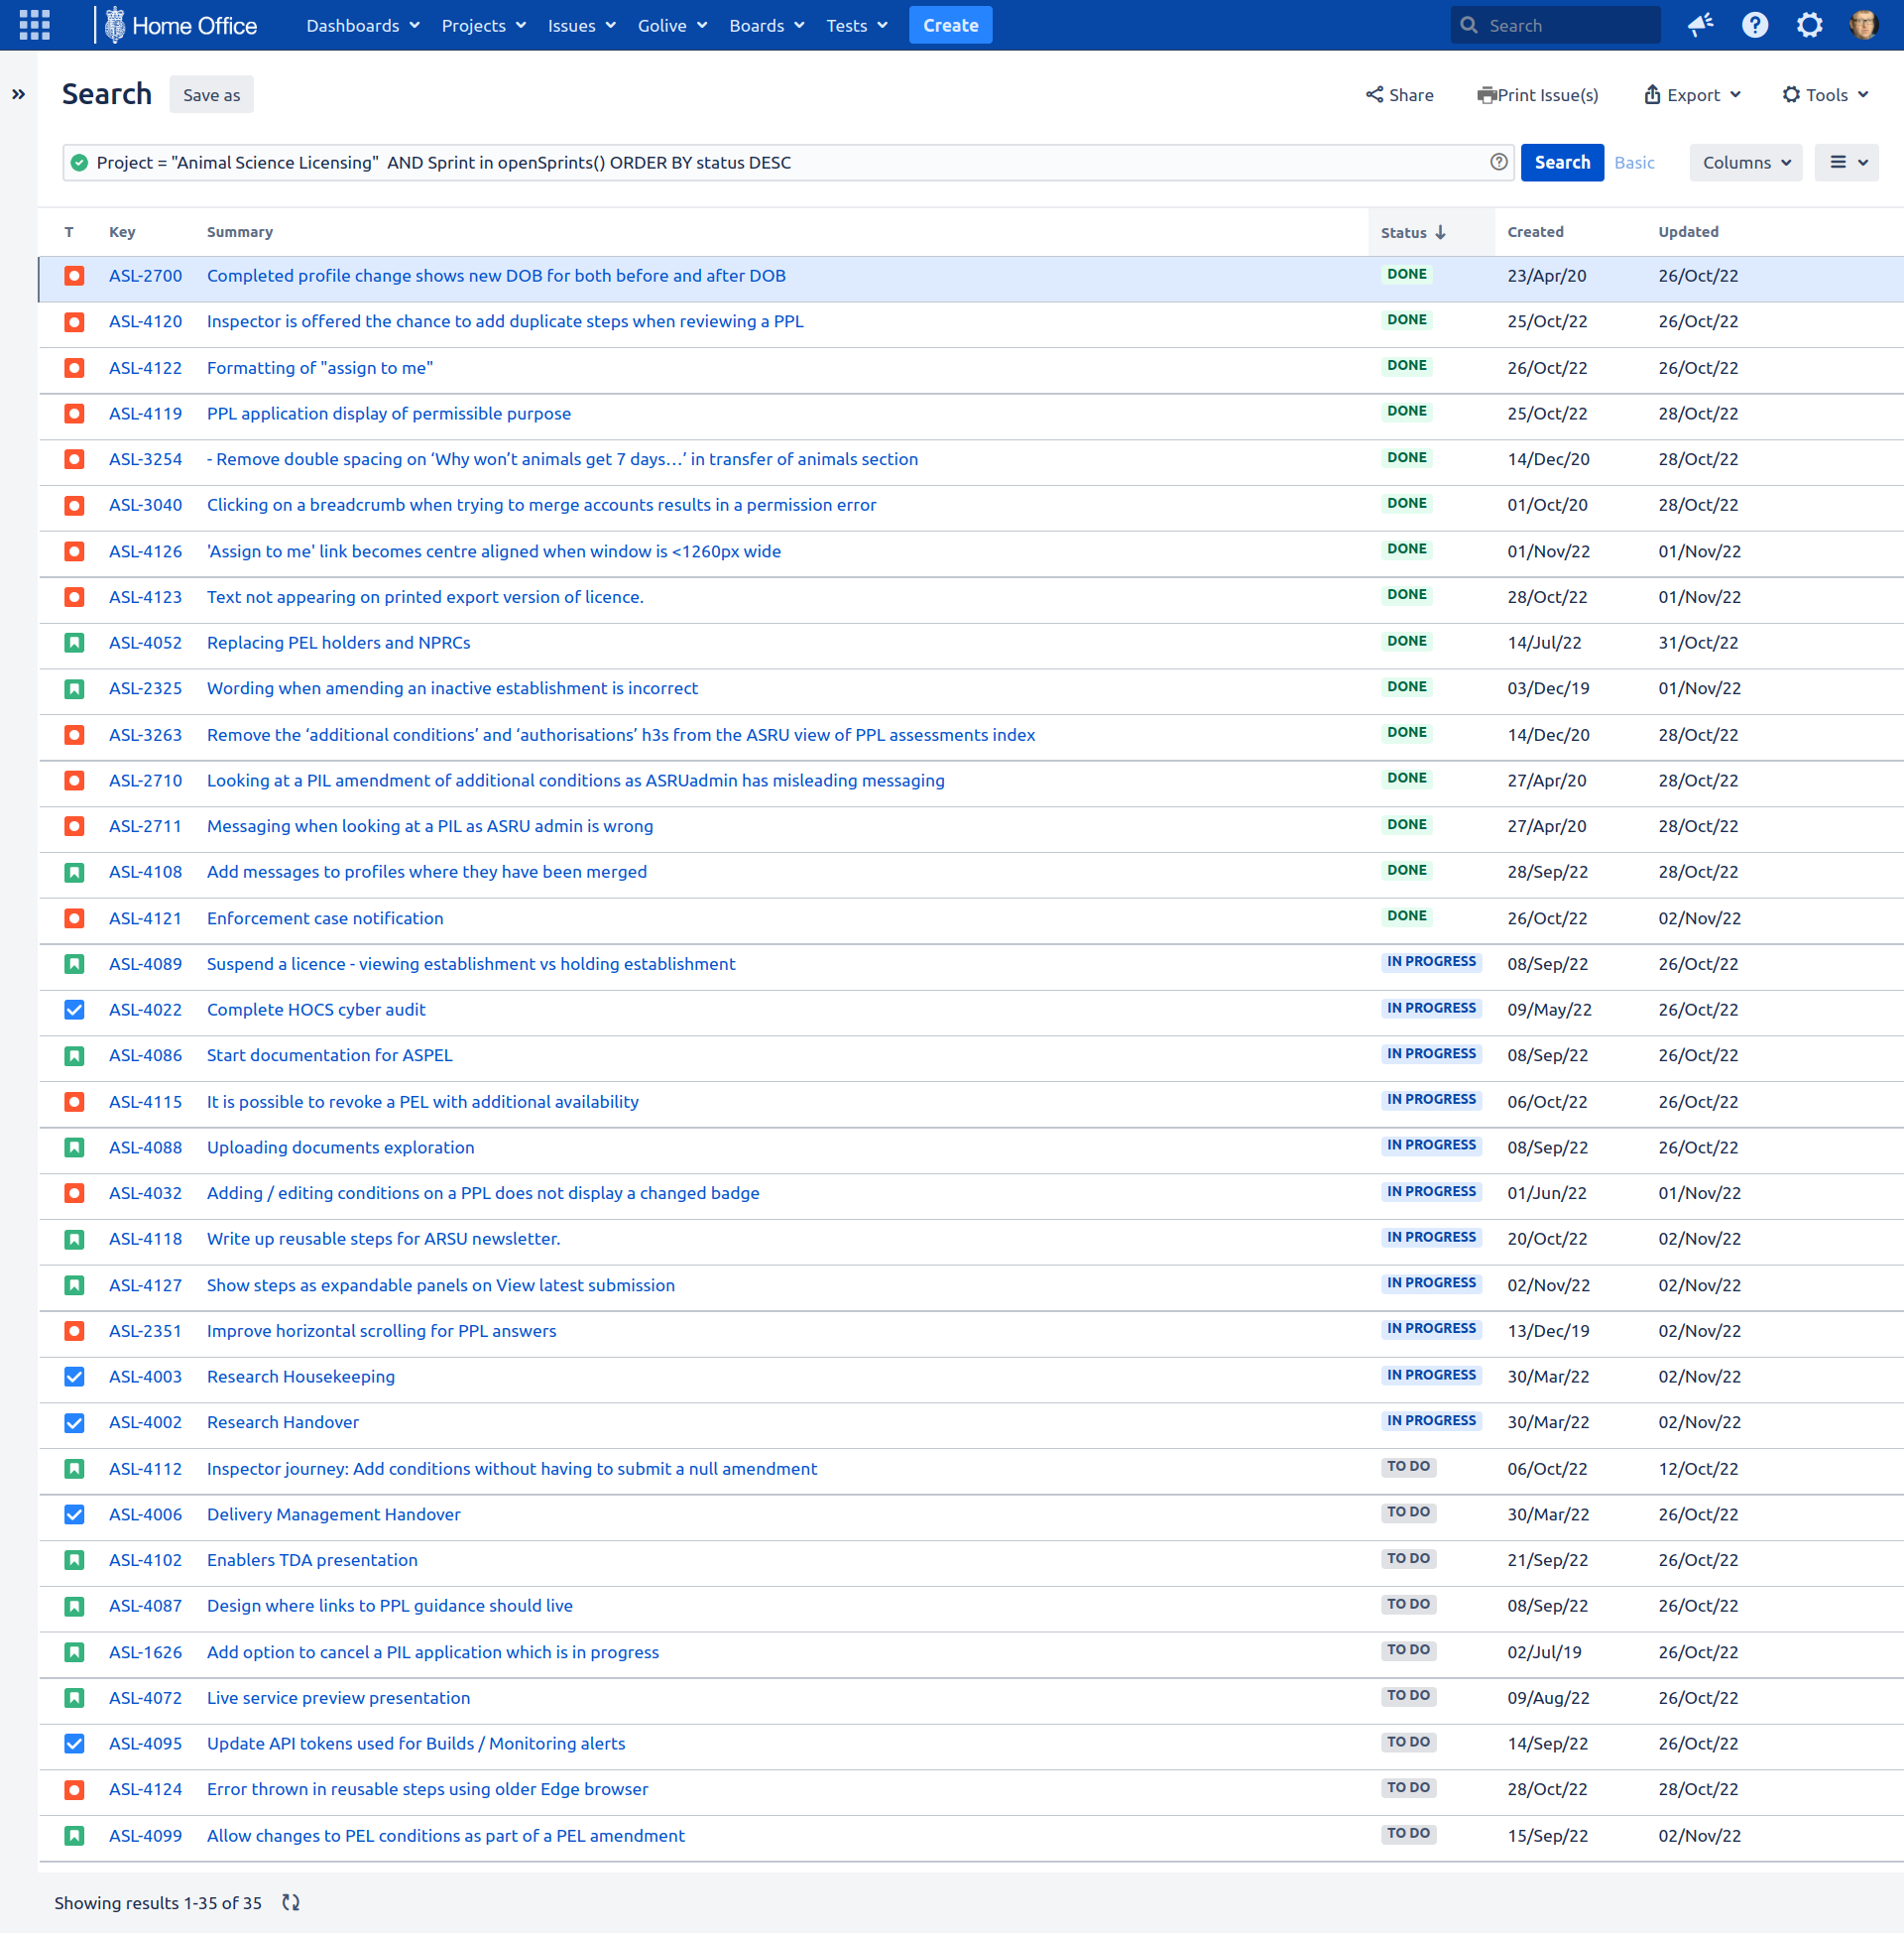 Home Office Dashboards Projects Issues Golive Boards Tests Create Search
Search Save as Share Print Issue(s) Export Tools
Project = "Animal Science Licensing"  AND Sprint in openSprints() ORDER BY status DESC Search Basic Columns
T Key Summary Status Created Updated
ASL-2700 Completed profile change shows new DOB for both before and after DOB DONE 23/Apr/20 26/Oct/22
ASL-4120 Inspector is offered the chance to add duplicate steps when reviewing a PPL DONE 25/Oct/22 26/Oct/22
ASL-4122 Formatting of "assign to me" DONE 26/Oct/22 26/Oct/22
ASL-4119 PPL application display of permissible purpose DONE 25/Oct/22 28/Oct/22
ASL-3254 - Remove double spacing on ‘Why won’t animals get 7 days…’ in transfer of animals section DONE 14/Dec/20 28/Oct/22
ASL-3040 Clicking on a breadcrumb when trying to merge accounts results in a permission error DONE 01/Oct/20 28/Oct/22
ASL-4126 'Assign to me' link becomes centre aligned when window is <1260px wide DONE 01/Nov/22 01/Nov/22
ASL-4123 Text not appearing on printed export version of licence. DONE 28/Oct/22 01/Nov/22
ASL-4052 Replacing PEL holders and NPRCs DONE 14/Jul/22 31/Oct/22
ASL-2325 Wording when amending an inactive establishment is incorrect DONE 03/Dec/19 01/Nov/22
ASL-3263 Remove the ‘additional conditions’ and ‘authorisations’ h3s from the ASRU view of PPL assessments index DONE 14/Dec/20 28/Oct/22
ASL-2710 Looking at a PIL amendment of additional conditions as ASRUadmin has misleading messaging DONE 27/Apr/20 28/Oct/22
ASL-2711 Messaging when looking at a PIL as ASRU admin is wrong DONE 27/Apr/20 28/Oct/22
ASL-4108 Add messages to profiles where they have been merged DONE 28/Sep/22 28/Oct/22
ASL-4121 Enforcement case notification DONE 26/Oct/22 02/Nov/22
ASL-4089 Suspend a licence - viewing establishment vs holding establishment IN PROGRESS 08/Sep/22 26/Oct/22
ASL-4022 Complete HOCS cyber audit IN PROGRESS 09/May/22 26/Oct/22
ASL-4086 Start documentation for ASPEL IN PROGRESS 08/Sep/22 26/Oct/22
ASL-4115 It is possible to revoke a PEL with additional availability IN PROGRESS 06/Oct/22 26/Oct/22
ASL-4088 Uploading documents exploration IN PROGRESS 08/Sep/22 26/Oct/22
ASL-4032 Adding / editing conditions on a PPL does not display a changed badge IN PROGRESS 01/Jun/22 01/Nov/22
ASL-4118 Write up reusable steps for ARSU newsletter. IN PROGRESS 20/Oct/22 02/Nov/22
ASL-4127 Show steps as expandable panels on View latest submission IN PROGRESS 02/Nov/22 02/Nov/22
ASL-2351 Improve horizontal scrolling for PPL answers IN PROGRESS 13/Dec/19 02/Nov/22
ASL-4003 Research Housekeeping IN PROGRESS 30/Mar/22 02/Nov/22
ASL-4002 Research Handover IN PROGRESS 30/Mar/22 02/Nov/22
ASL-4112 Inspector journey: Add conditions without having to submit a null amendment TO DO 06/Oct/22 12/Oct/22
ASL-4006 Delivery Management Handover TO DO 30/Mar/22 26/Oct/22
ASL-4102 Enablers TDA presentation TO DO 21/Sep/22 26/Oct/22
ASL-4087 Design where links to PPL guidance should live TO DO 08/Sep/22 26/Oct/22
ASL-1626 Add option to cancel a PIL application which is in progress TO DO 02/Jul/19 26/Oct/22
ASL-4072 Live service preview presentation TO DO 09/Aug/22 26/Oct/22
ASL-4095 Update API tokens used for Builds / Monitoring alerts TO DO 14/Sep/22 26/Oct/22
ASL-4124 Error thrown in reusable steps using older Edge browser TO DO 28/Oct/22 28/Oct/22
ASL-4099 Allow changes to PEL conditions as part of a PEL amendment TO DO 15/Sep/22 02/Nov/22
Showing results 1-35 of 35